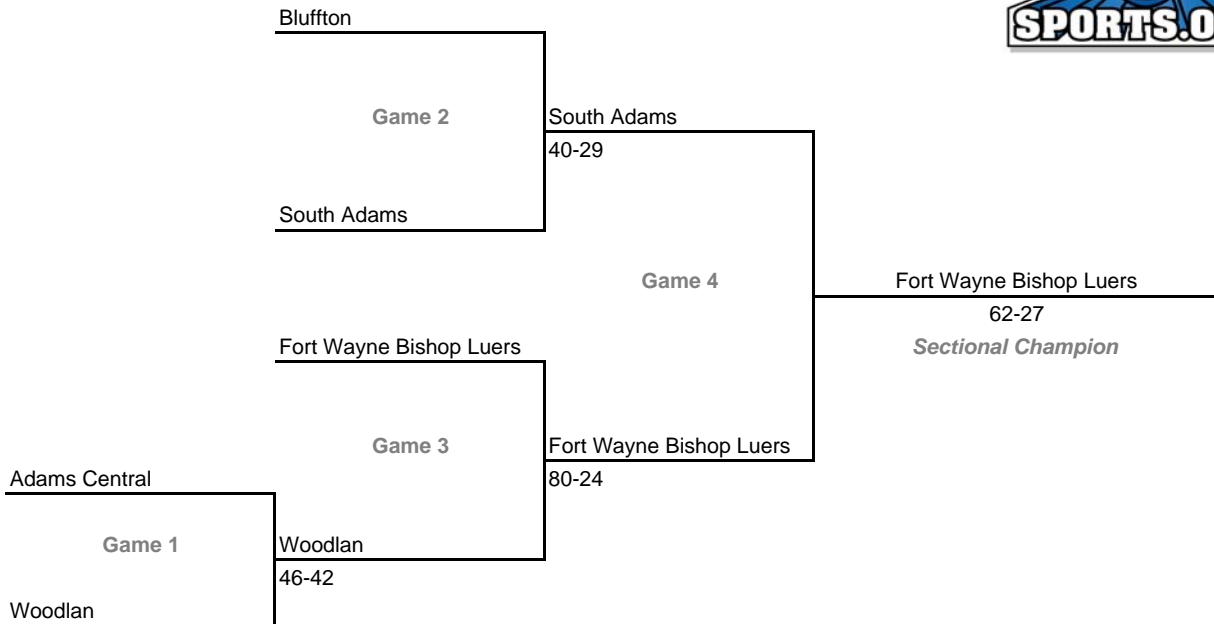 SPORTS.O
Bluffton
Game 2
South Adams
40-29
South Adams
Game 4
Fort Wayne Bishop Luers
62-27
Sectional Champion
Fort Wayne Bishop Luers
Game 3
Fort Wayne Bishop Luers
80-24
Adams Central
Game 1
Woodlan
46-42
Woodlan